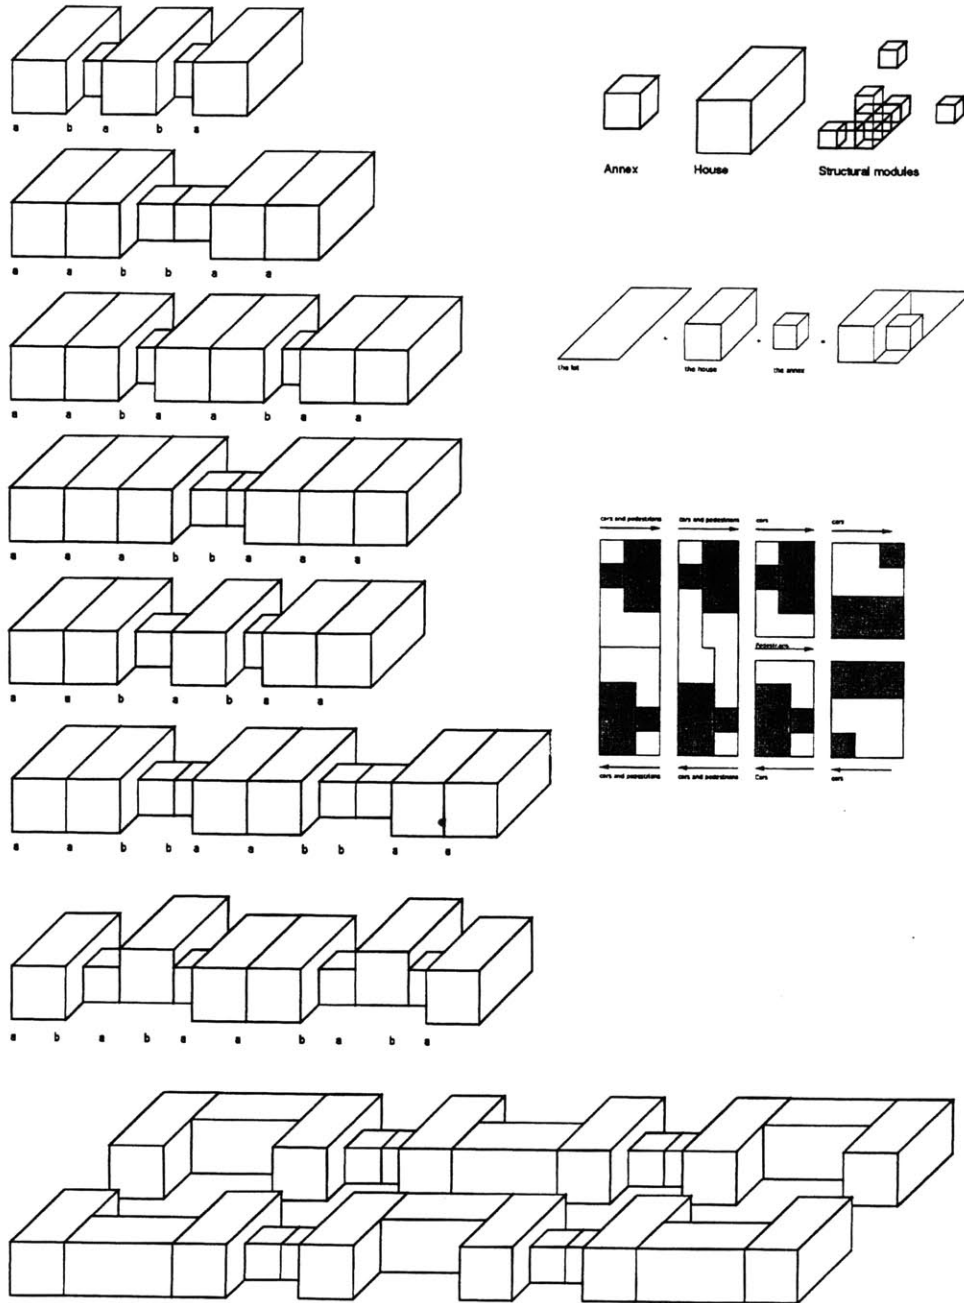 a b a b a
a a b b a a
a a b a a b a a
a a a b b a a a
a a b a b a a
a a b b a a b b a a
a b a b a a b a b a
Annex House Structural modules
the lot the house the annex
cars and pedestrians cars and pedestrians cars cars
Pedestrians
cars and pedestrians cars and pedestrians Cars cars